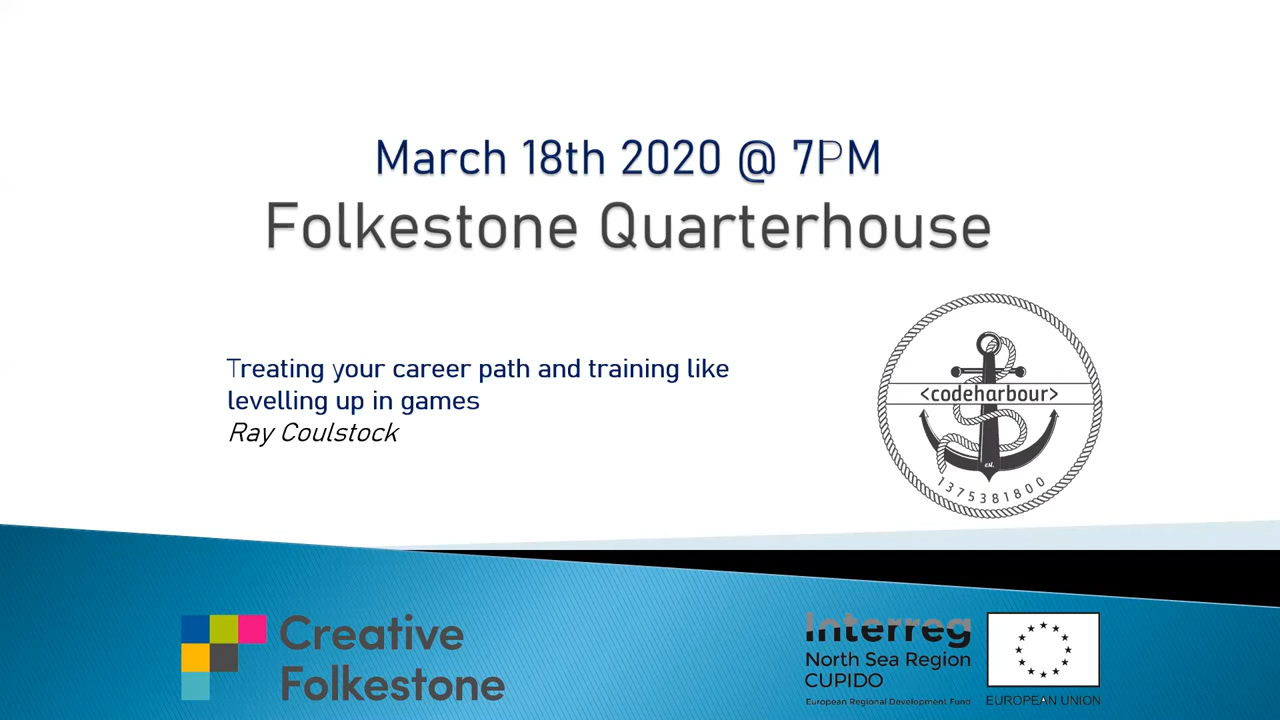 March 18th 2020 @ 7PM
Folkestone Quarterhouse
Treating your career path and training like
levelling up in games
Ray Coulstock
<codeharbour>
est.
1375381800
Creative
Folkestone
Interreg
North Sea Region
CUPIDO
European Regional Development Fund
EUROPEAN UNION